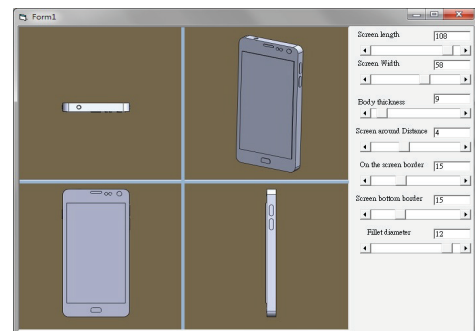 Form1
Screen length 108
Screen Width 58
Body thickness 9
Screen around Distance 4
On the screen border 15
Screen bottom border 15
Fillet diameter 12